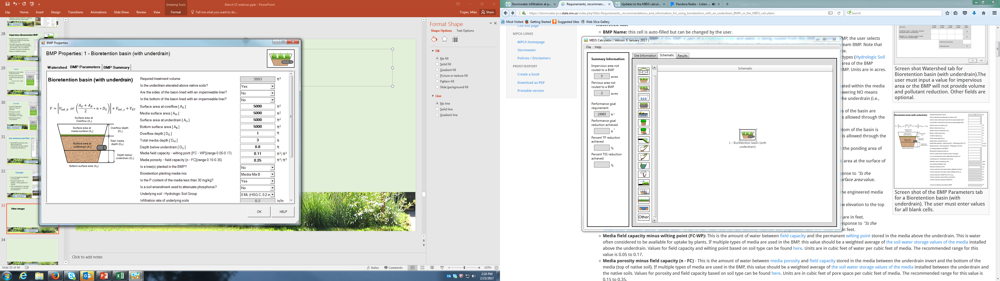 Drawing Tools
March 15 webinar.pptx - PowerPoint
File Home Insert Design Transitions Animations Slide Show Review View Format Tell me what you want to do...
Trojan, Mike Share
28
Impervious disconnection BMP
29
30
Example
31
Iron enhanced sand filter
32
Example
33
Other changes
34
BMP Properties
BMP Properties: 1 - Bioretention basin (with underdrain)
Watershed BMP Parameters BMP Summary
Bioretention basin (with underdrain)
V = [V_inf_b or ((A_U + A_B)/2 * n * D_U)] + V_inf_s + V_ET
Surface area at
Overflow (A₀)
Surface area at
media surface (A_M)
Overflow depth
(D₀)
Total media
depth (D_M)
Surface area at
underdrain (A_U)
Depth below
underdrain (D_U)
Bottom surface area (A_B)
Required treatment volume 3993 ft³
Is the underdrain elevated above native soils? Yes
Are the sides of the basin lined with an impermeable liner? No
Is the bottom of the basin lined with an impermeable liner? No
Surface area at overflow [ A_O ] 5000 ft²
Media surface area [ A_M ] 5000 ft²
Surface area at underdrain [ A_U ] 5000 ft²
Bottom surface area [ A_B ] 5000 ft²
Overflow depth [ D_O ] 1 ft
Total media depth [ D_M ] 3 ft
Depth below underdrain [ D_U ] 0.8 ft
Media field capacity - wilting point [FC - WP](range 0.05-0.17) 0.11 ft³/ft³
Media porosity - field capacity [n - FC](range 0.15-0.35) 0.25 ft³/ft³
Is a tree(s) planted in the BMP? No
Bioretention planting media mix Media Mix B
Is the P content of the media less than 30 mg/kg? Yes
Is a soil amendment used to attenuate phosphorus? No
Underlying soil - Hydrologic Soil Group 8 ML (HSG C, 0.2 in
Infiltration rate of underlying soils 0.2 in/hr
OK HELP
Format Shape
Shape Options Text Options
Fill
No fill
Solid fill
Gradient fill
Picture or texture fill
Pattern fill
Slide background fill
Line
No line
Solid line
Gradient line
Click to add notes
Slide 33 of 40
Notes Comments 103%
2:18 PM
2/23/2017
Stormwater infiltration at p...
Requirements, recommen...
Updates to the MIDS calcul...
Pandora Radio - Listen ...
https://stormwater.pca.state.mn.us/index.php?title=Requirements,_recommendations_and_information_for_using_bioretention_with_an_underdrain_BMPs_in_the_MIDS_calculator
Search
Most Visited Getting Started Suggested Sites Web Slice Gallery
Cite this page
MPCA LINKS
MPCA Homepage
Stormwater
Policies / Disclaimers
PRINT/EXPORT
Create a book
Download as PDF
Printable version
Watershed tab:
BMP Name: this cell is auto-filled but can be changed by the user.
MIDS Calculator ( Version 3: January 2017 )
File Help
Summary Information:
Impervious area not
routed to a BMP
5 acres
Pervious area not
routed to a BMP
2 acres
Performance goal
requirement
19965 ft³
Performance goal
reduction achieved
ft³
Percent TP reduction
achieved
%
Percent TSS reduction
achieved
%
Site Information Schematic Results
Schematic
1 - Bioretention basin (with
underdrain)
Other
MP, the user selects
ream BMP. Note that
ox.
types (Hydrologic Soil
area of the BMP
MP. Units are in acres.
ated within the media
wering NO means
he underdrain (i.e.,
s of the basin are
s allowed through the
tom of the basin is
is allowed through the
the ponding area of
area at the surface of
onse to "Is the
rface area value.
he engineered media
w elevation to the top
are in feet.
esponse to "Is the
in feet.
Media field capacity minus wilting point (FC-WP): This is the amount of water between field capacity and the permanent wilting point stored in the media above the underdrain. This is water
often considered to be available for uptake by plants. If multiple types of media are used in the BMP, this value should be a weighted average of the soil water storage values of the media installed
above the underdrain. Values for field capacity and wilting point based on soil type can be found here. Units are in cubic feet of water per cubic feet of media. The recommended range for this
value is 0.05 to 0.17.
Media porosity minus field capacity (n - FC) - This is the amount of water between media porosity and field capacity stored in the media between the underdrain invert and the bottom of the
media (top of native soil). If multiple types of media are used in the BMP, this value should be a weighted average of the soil water storage values of the media installed between the underdrain and
the native soils. Values for porosity and field capacity based on soil type can be found here. Units are in cubic feet of pore space per cubic feet of media. The recommended range for this value is
0.15 to 0.35.
Screen shot Watershed tab for
Bioretention basin (with underdrain).The
user must input a value for impervious
area or the BMP will not provide volume
and pollutant reduction. Other fields are
optional.
Bioretention basin (with underdrain)
Screen shot of the BMP Parameters tab
for a Bioretention basin (with
underdrain). The user must enter values
for all blank cells.